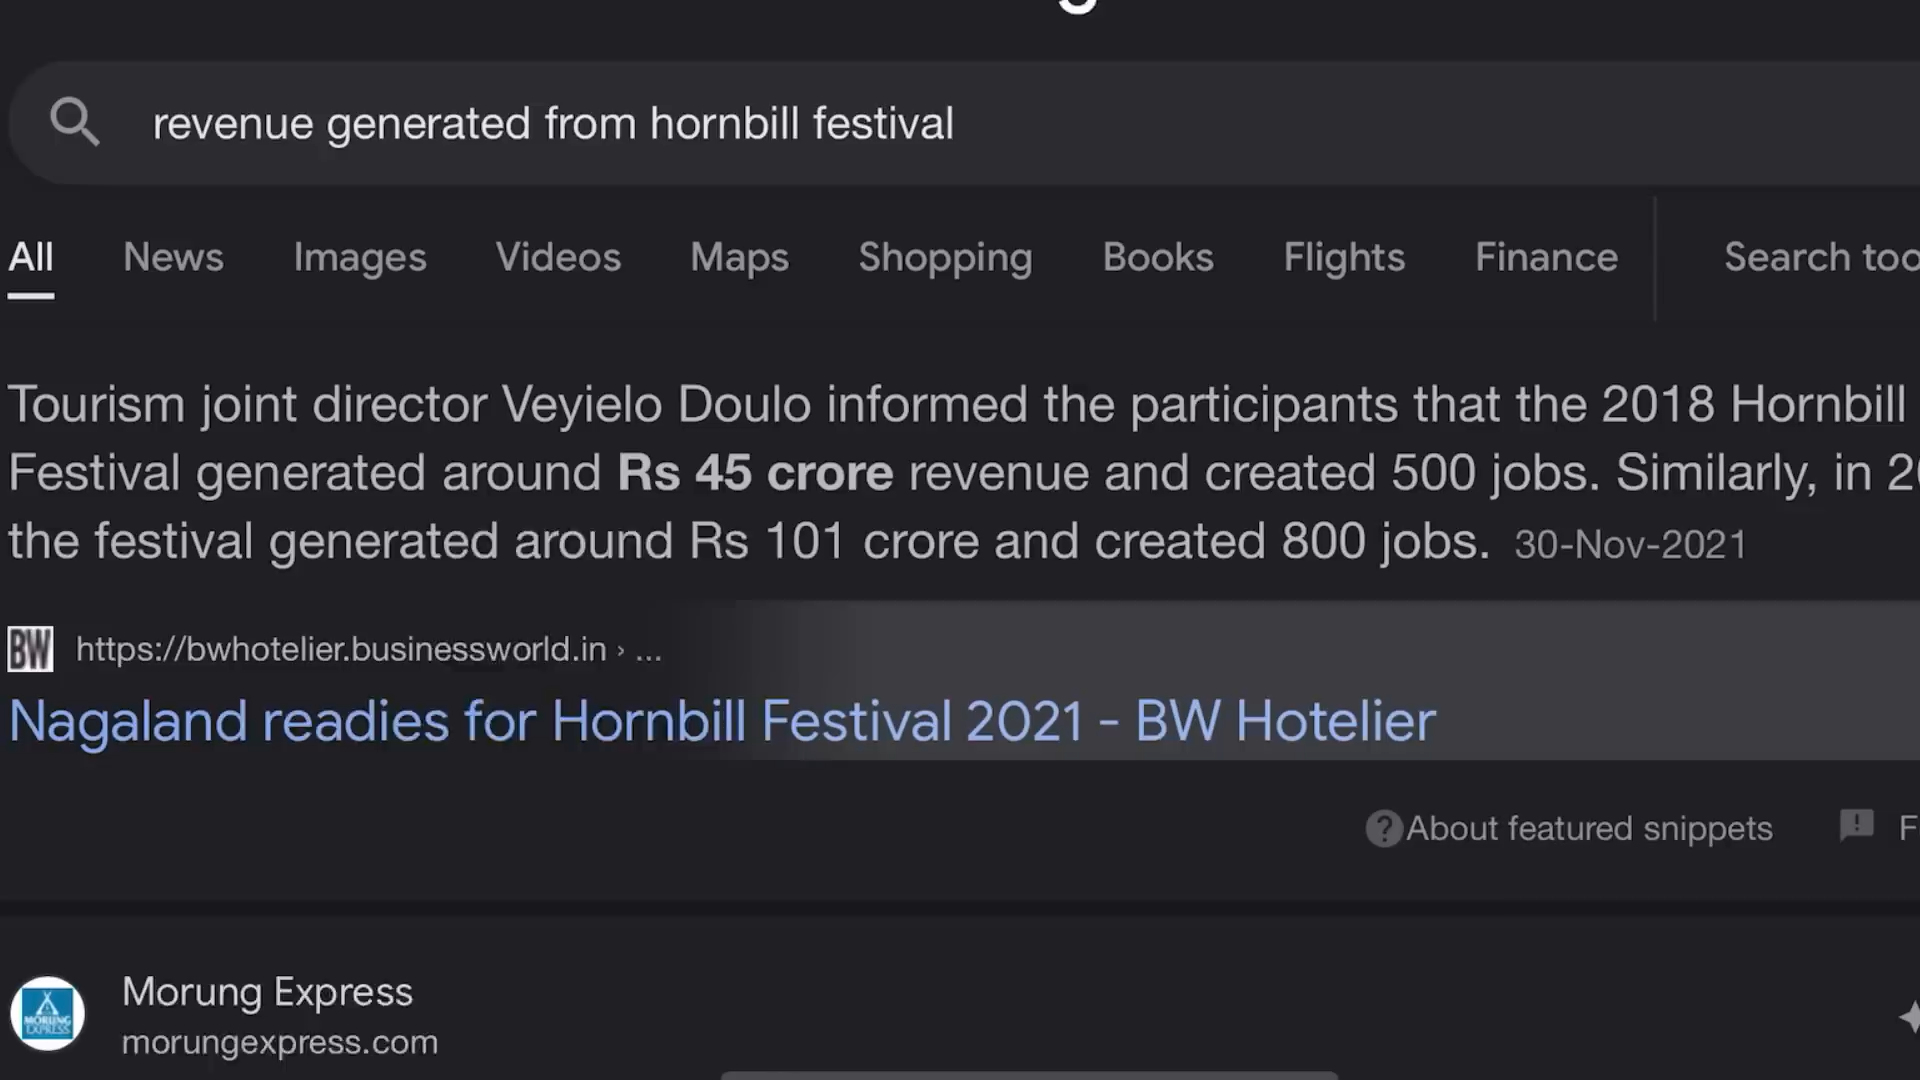 revenue generated from hornbill festival
All News Images Videos Maps Shopping Books Flights Finance Search
Tourism joint director Veyielo Doulo informed the participants that the 2018 Hornbill
Festival generated around Rs 45 crore revenue and created 500 jobs. Similarly, in
the festival generated around Rs 101 crore and created 800 jobs. 30-Nov-2021
BW https://bwhotelier.businessworld.in › ...
Nagaland readies for Hornbill Festival 2021 - BW Hotelier
About featured snippets
Morung Express
MORUNG EXPRESS
morungexpress.com